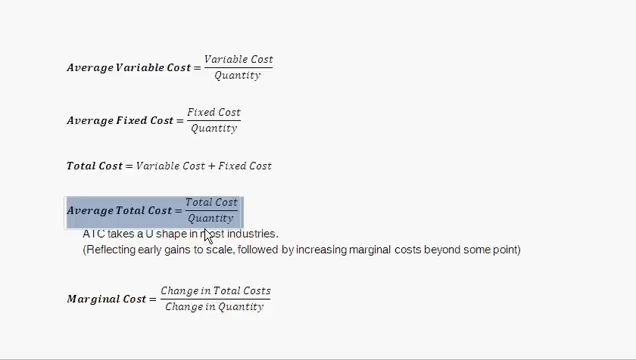 Average Variable Cost = Variable Cost / Quantity
Average Fixed Cost = Fixed Cost / Quantity
Total Cost = Variable Cost + Fixed Cost
Average Total Cost = Total Cost / Quantity
ATC takes a U shape in most industries.
(Reflecting early gains to scale, followed by increasing marginal costs beyond some point)
Marginal Cost = Change in Total Costs / Change in Quantity